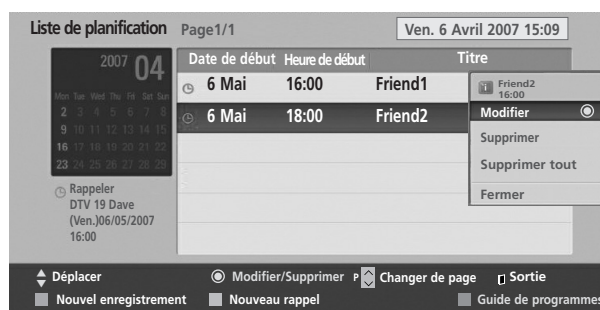 Liste de planification Page1/1 Ven. 6 Avril 2007 15:09
2007 04
Mon Tue Wed Thu Fri Sat Sun
2 3 4 5 6 7 8
9 10 11 12 13 14 15
16 17 18 19 20 21 22
23 24 25 26 27 28 29
Rappeler
DTV 19 Dave
(Ven.)06/05/2007
16:00
Date de début Heure de début Titre
6 Mai 16:00 Friend1
6 Mai 18:00 Friend2
Friend2
16:00
Modifier
Supprimer
Supprimer tout
Fermer
Déplacer Modifier/Supprimer P Changer de page Sortie
Nouvel enregistrement Nouveau rappel Guide de programmes